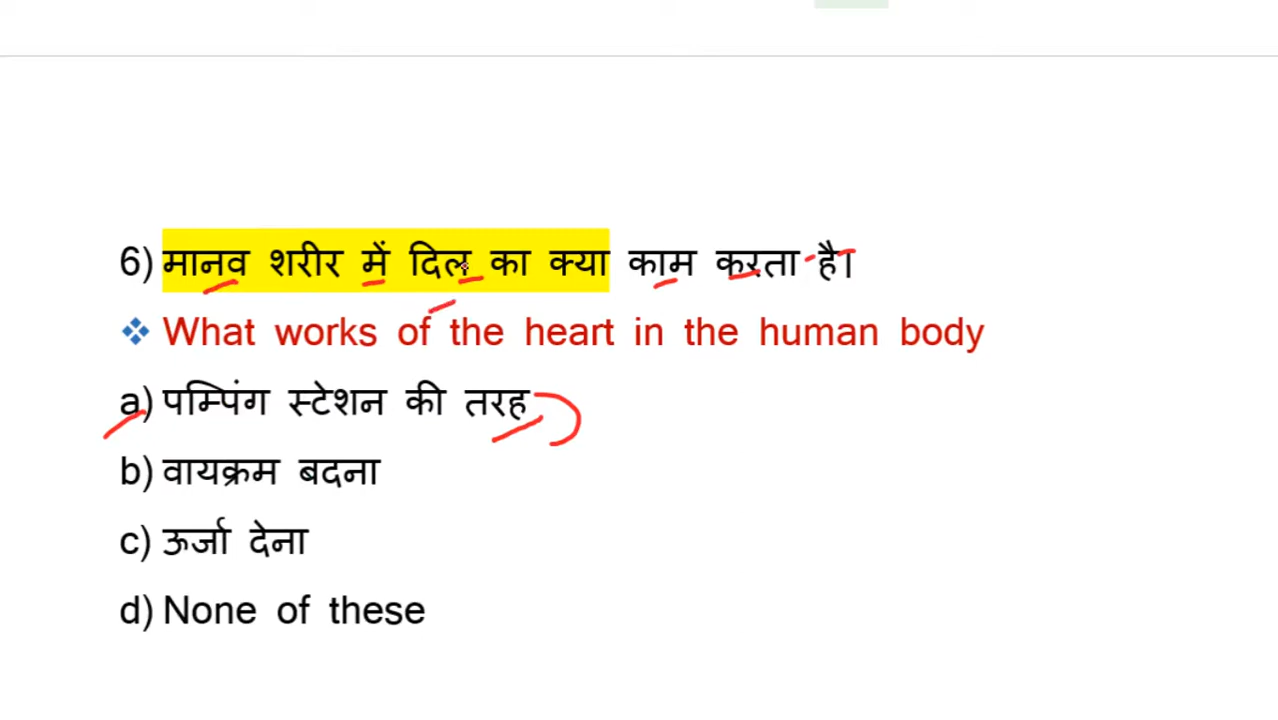 6) मानव शरीर में दिल का क्या काम करता है।
❖ What works of the heart in the human body
a) पम्पिंग स्टेशन की तरह
b) वायक्रम बदना
c) ऊर्जा देना
d) None of these